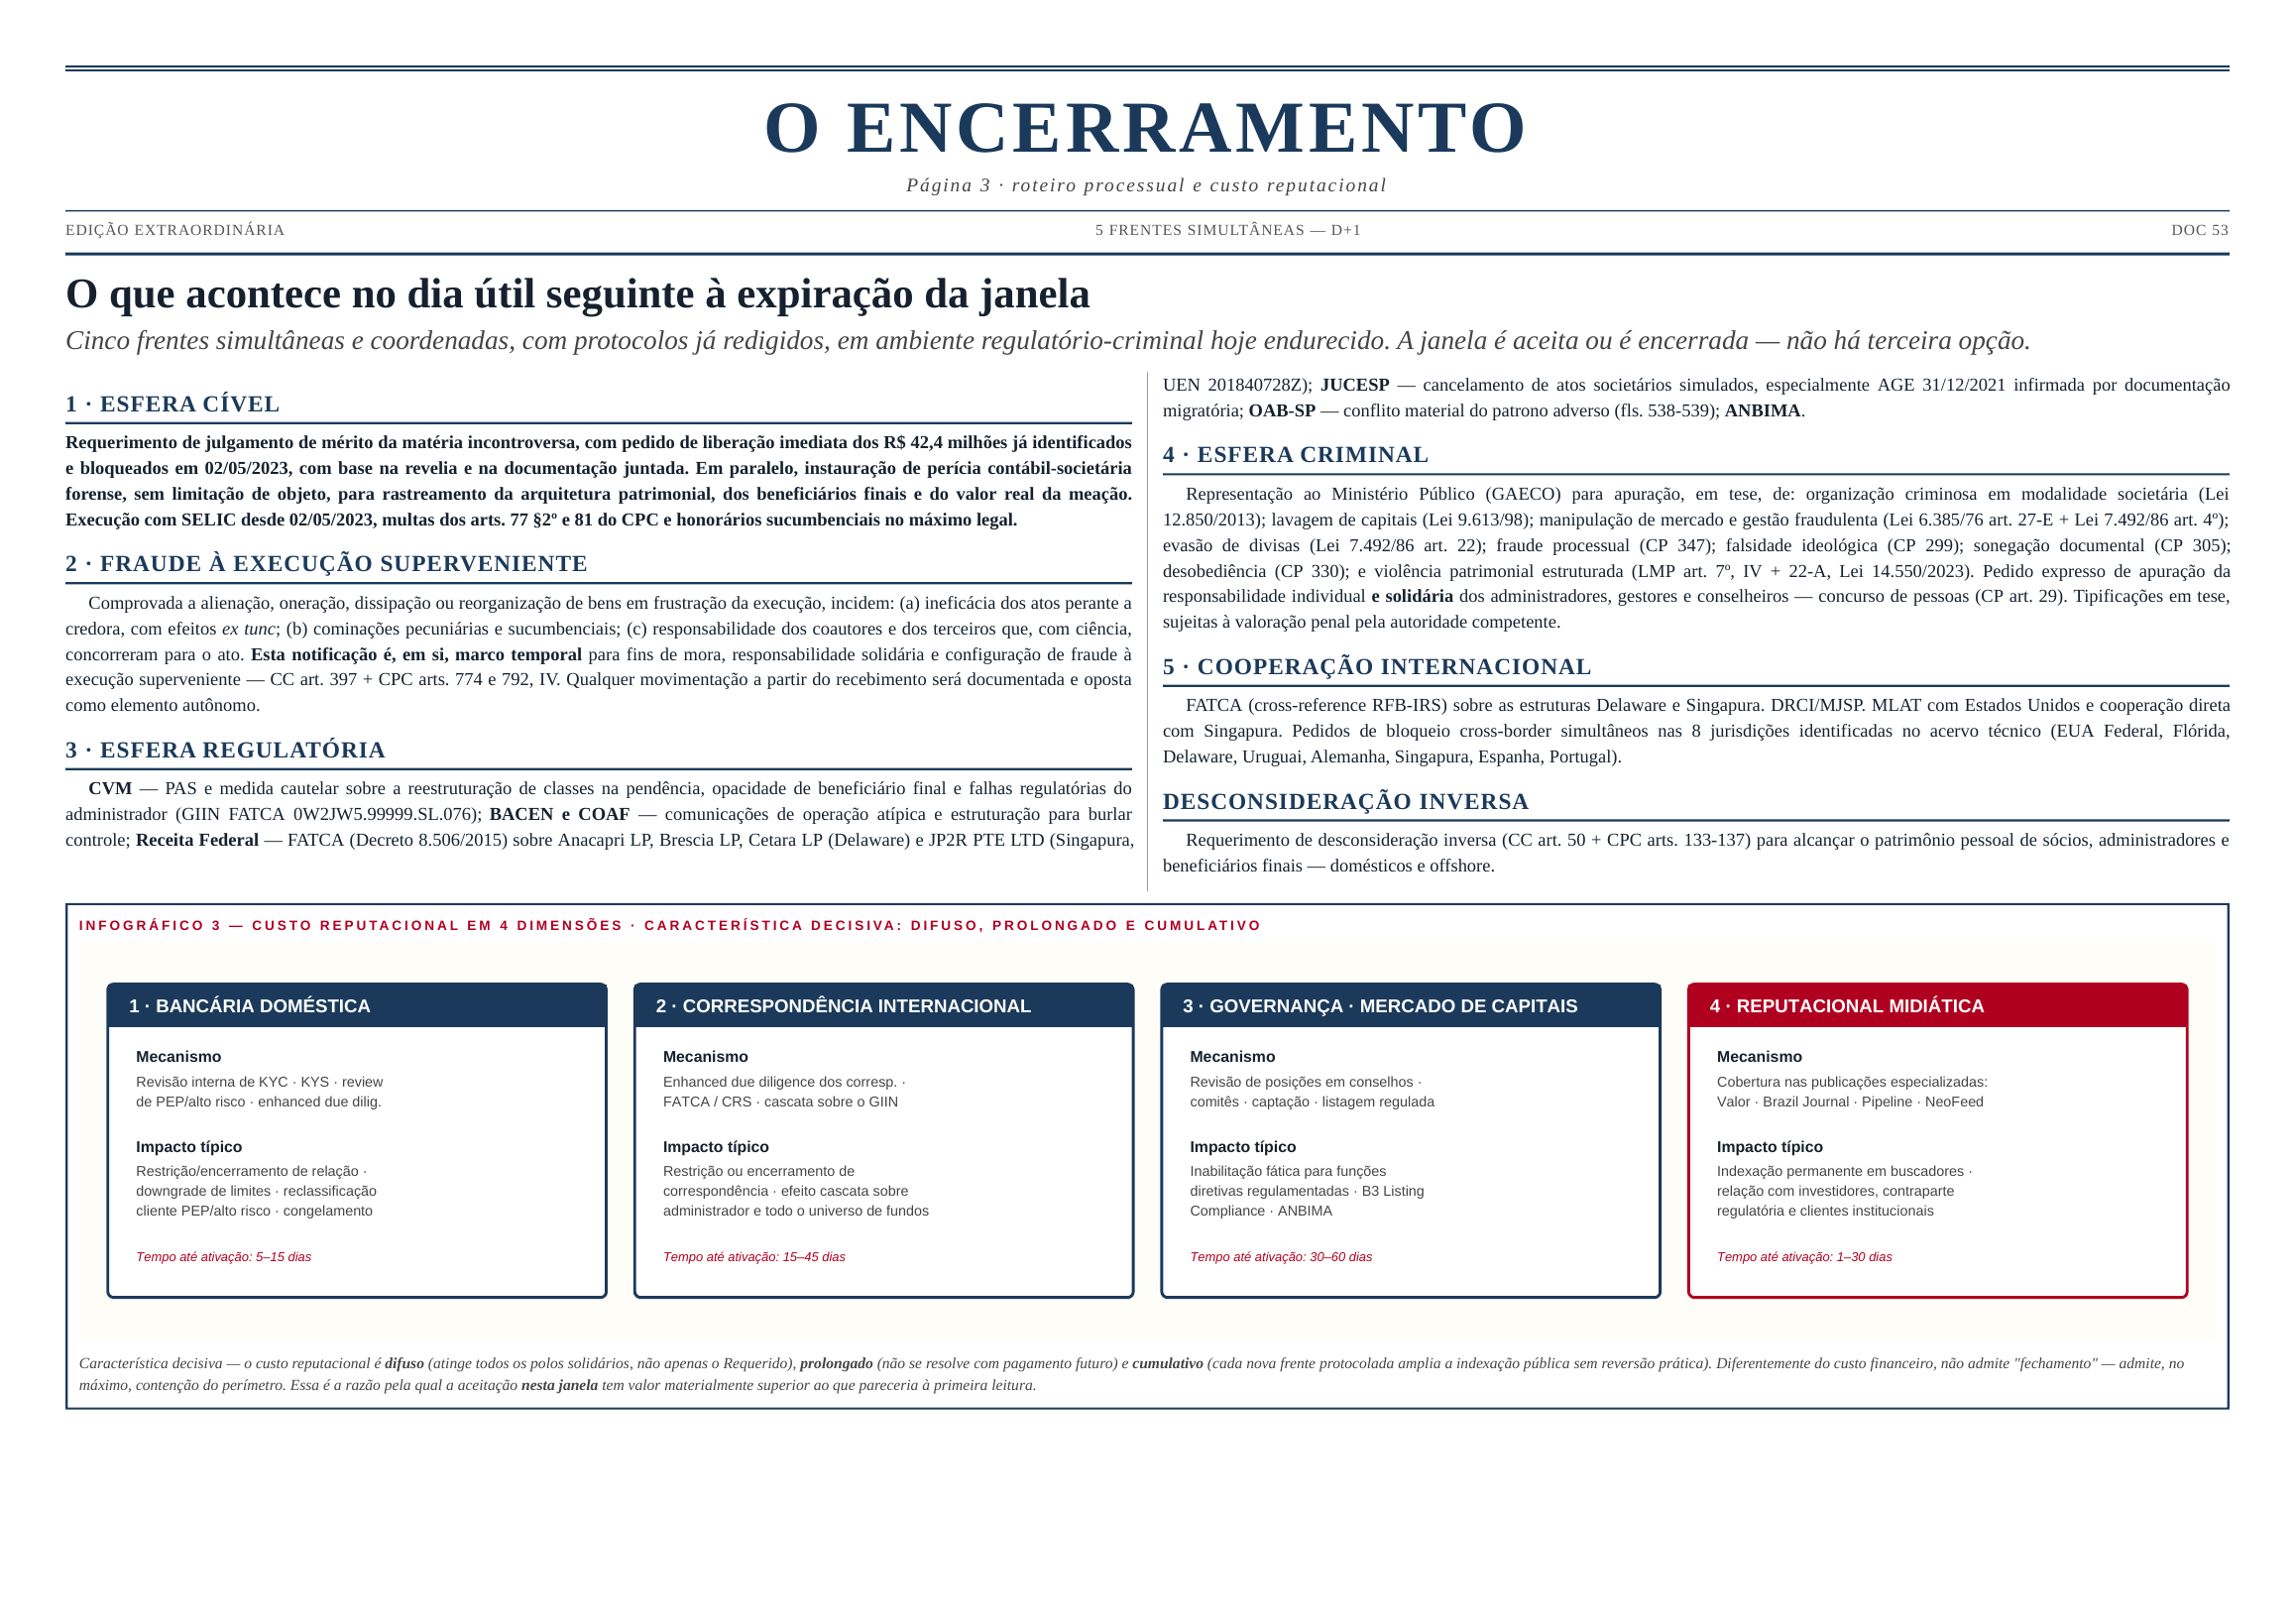 O ENCERRAMENTO
Página 3 · roteiro processual e custo reputacional
EDIÇÃO EXTRAORDINÁRIA
5 FRENTES SIMULTÂNEAS — D+1
DOC 53
O que acontece no dia útil seguinte à expiração da janela
Cinco frentes simultâneas e coordenadas, com protocolos já redigidos, em ambiente regulatório-criminal hoje endurecido. A janela é aceita ou é encerrada — não há terceira opção.
1 · ESFERA CÍVEL
Requerimento de julgamento de mérito da matéria incontroversa, com pedido de liberação imediata dos R$ 42,4 milhões já identificados
e bloqueados em 02/05/2023, com base na revelia e na documentação juntada. Em paralelo, instauração de perícia contábil-societária
forense, sem limitação de objeto, para rastreamento da arquitetura patrimonial, dos beneficiários finais e do valor real da meação.
Execução com SELIC desde 02/05/2023, multas dos arts. 77 §2º e 81 do CPC e honorários sucumbenciais no máximo legal.
2 · FRAUDE À EXECUÇÃO SUPERVENIENTE
Comprovada a alienação, oneração, dissipação ou reorganização de bens em frustração da execução, incidem: (a) ineficácia dos atos perante a
credora, com efeitos ex tunc; (b) cominações pecuniárias e sucumbenciais; (c) responsabilidade dos coautores e dos terceiros que, com ciência,
concorreram para o ato. Esta notificação é, em si, marco temporal para fins de mora, responsabilidade solidária e configuração de fraude à
execução superveniente — CC art. 397 + CPC arts. 774 e 792, IV. Qualquer movimentação a partir do recebimento será documentada e oposta
como elemento autônomo.
3 · ESFERA REGULATÓRIA
CVM — PAS e medida cautelar sobre a reestruturação de classes na pendência, opacidade de beneficiário final e falhas regulatórias do
administrador (GIIN FATCA 0W2JW5.99999.SL.076); BACEN e COAF — comunicações de operação atípica e estruturação para burlar
controle; Receita Federal — FATCA (Decreto 8.506/2015) sobre Anacapri LP, Brescia LP, Cetara LP (Delaware) e JP2R PTE LTD (Singapura,
UEN 201840728Z); JUCESP — cancelamento de atos societários simulados, especialmente AGE 31/12/2021 infirmada por documentação
migratória; OAB-SP — conflito material do patrono adverso (fls. 538-539); ANBIMA.
4 · ESFERA CRIMINAL
Representação ao Ministério Público (GAECO) para apuração, em tese, de: organização criminosa em modalidade societária (Lei
12.850/2013); lavagem de capitais (Lei 9.613/98); manipulação de mercado e gestão fraudulenta (Lei 6.385/76 art. 27-E + Lei 7.492/86 art. 4º);
evasão de divisas (Lei 7.492/86 art. 22); fraude processual (CP 347); falsidade ideológica (CP 299); sonegação documental (CP 305);
desobediência (CP 330); e violência patrimonial estruturada (LMP art. 7º, IV + 22-A, Lei 14.550/2023). Pedido expresso de apuração da
responsabilidade individual e solidária dos administradores, gestores e conselheiros — concurso de pessoas (CP art. 29). Tipificações em tese,
sujeitas à valoração penal pela autoridade competente.
5 · COOPERAÇÃO INTERNACIONAL
FATCA (cross-reference RFB-IRS) sobre as estruturas Delaware e Singapura. DRCI/MJSP. MLAT com Estados Unidos e cooperação direta
com Singapura. Pedidos de bloqueio cross-border simultâneos nas 8 jurisdições identificadas no acervo técnico (EUA Federal, Flórida,
Delaware, Uruguai, Alemanha, Singapura, Espanha, Portugal).
DESCONSIDERAÇÃO INVERSA
Requerimento de desconsideração inversa (CC art. 50 + CPC arts. 133-137) para alcançar o patrimônio pessoal de sócios, administradores e
beneficiários finais — domésticos e offshore.
INFOGRÁFICO 3 — CUSTO REPUTACIONAL EM 4 DIMENSÕES · CARACTERÍSTICA DECISIVA: DIFUSO, PROLONGADO E CUMULATIVO
1 · BANCÁRIA DOMÉSTICA
Mecanismo
Revisão interna de KYC · KYS · review
de PEP/alto risco · enhanced due dilig.
Impacto típico
Restrição/encerramento de relação ·
downgrade de limites · reclassificação
cliente PEP/alto risco · congelamento
Tempo até ativação: 5–15 dias
2 · CORRESPONDÊNCIA INTERNACIONAL
Mecanismo
Enhanced due diligence dos corresp. ·
FATCA / CRS · cascata sobre o GIIN
Impacto típico
Restrição ou encerramento de
correspondência · efeito cascata sobre
administrador e todo o universo de fundos
Tempo até ativação: 15–45 dias
3 · GOVERNANÇA · MERCADO DE CAPITAIS
Mecanismo
Revisão de posições em conselhos ·
comitês · captação · listagem regulada
Impacto típico
Inabilitação fática para funções
diretivas regulamentadas · B3 Listing
Compliance · ANBIMA
Tempo até ativação: 30–60 dias
4 · REPUTACIONAL MIDIÁTICA
Mecanismo
Cobertura nas publicações especializadas:
Valor · Brazil Journal · Pipeline · NeoFeed
Impacto típico
Indexação permanente em buscadores ·
relação com investidores, contraparte
regulatória e clientes institucionais
Tempo até ativação: 1–30 dias
Característica decisiva — o custo reputacional é difuso (atinge todos os polos solidários, não apenas o Requerido), prolongado (não se resolve com pagamento futuro) e cumulativo (cada nova frente protocolada amplia a indexação pública sem reversão prática). Diferentemente do custo financeiro, não admite "fechamento" — admite, no
máximo, contenção do perímetro. Essa é a razão pela qual a aceitação nesta janela tem valor materialmente superior ao que pareceria à primeira leitura.